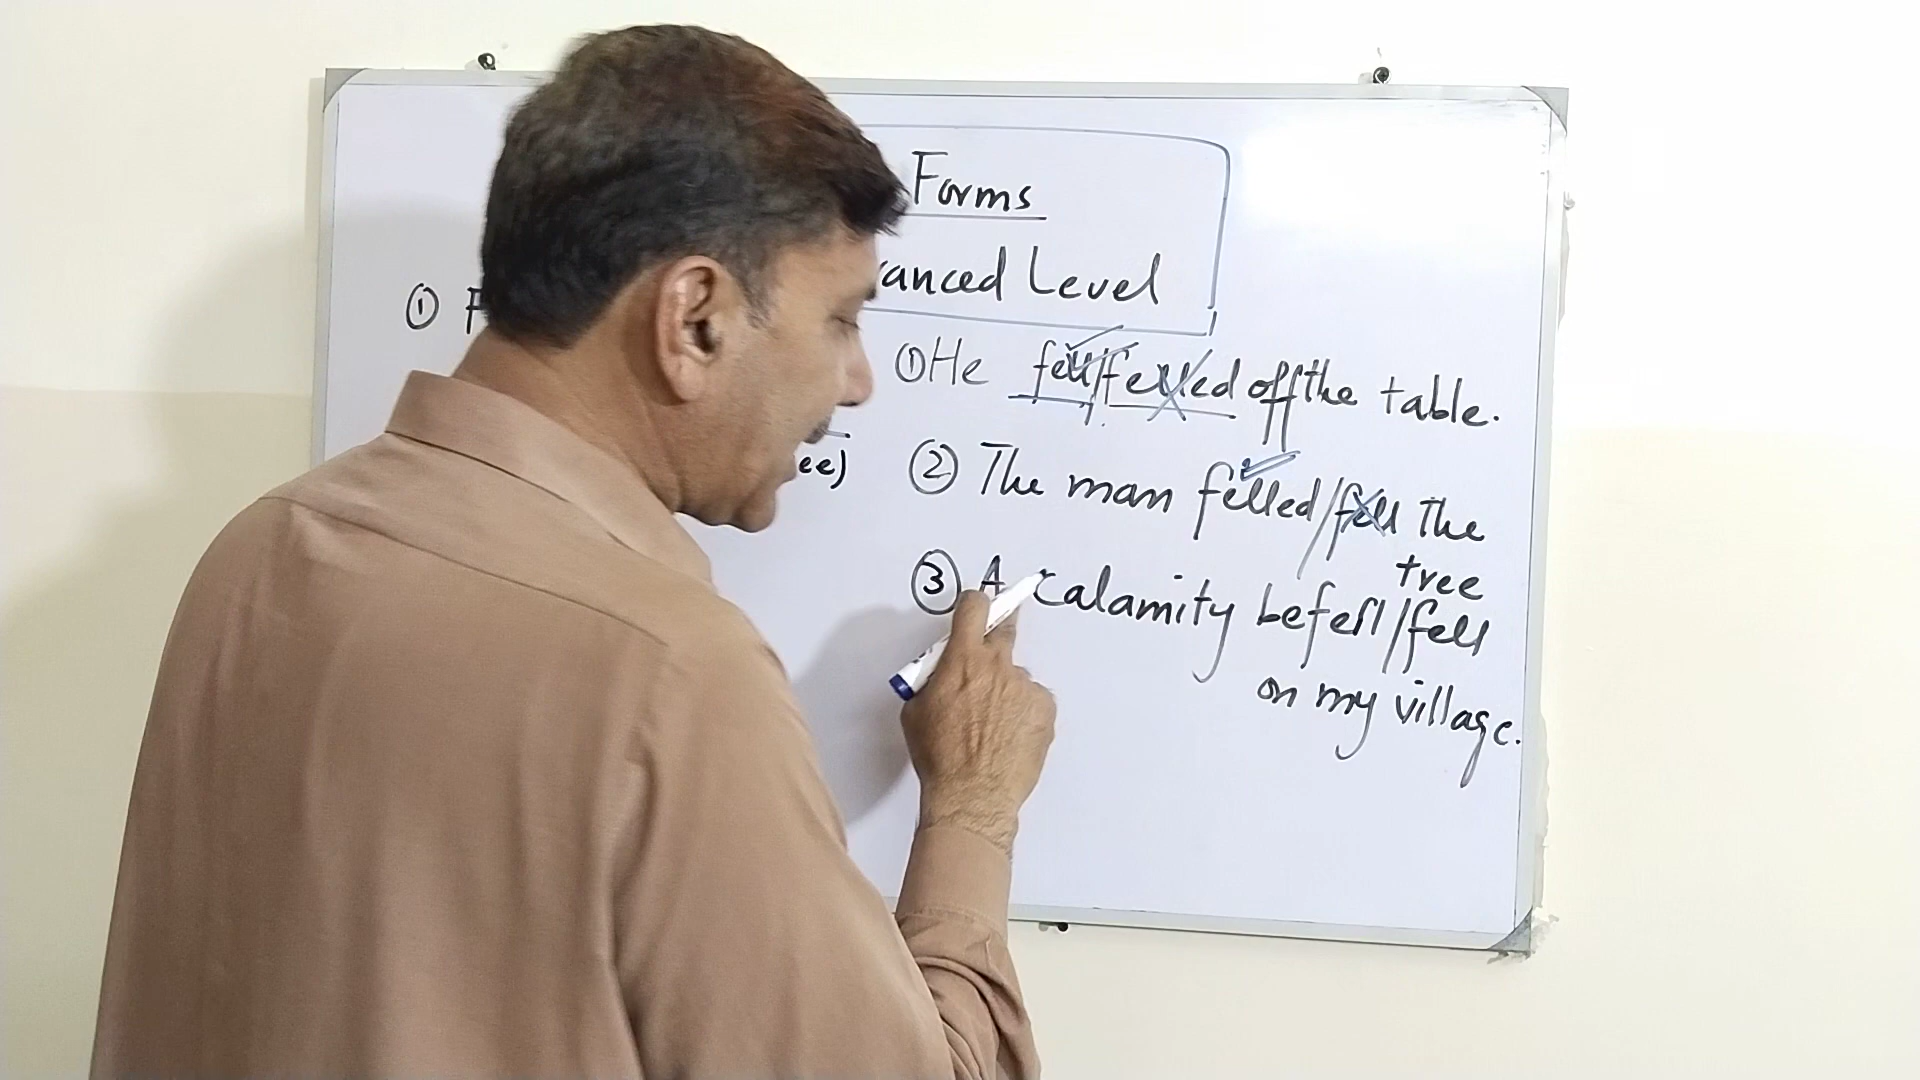 Forms
anced Level
① F
① He fell/felled off the table.
ee)
② The man felled/fell The
tree
③ A calamity befell/fell
on my village.